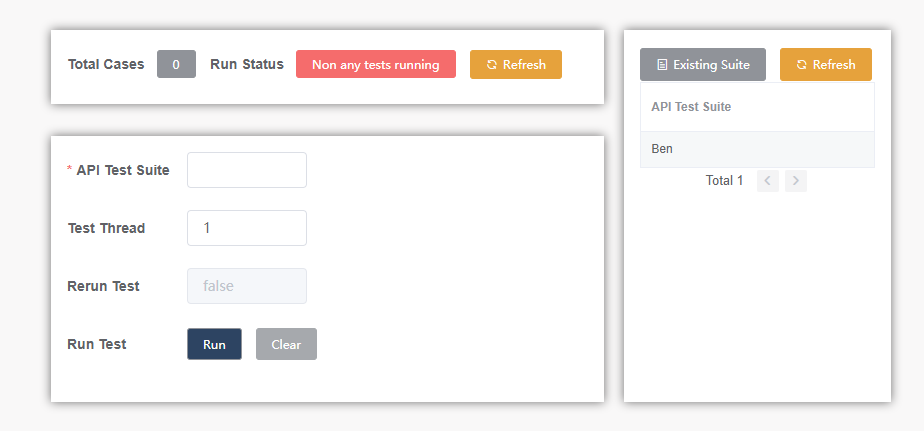 Total Cases 0 Run Status Non any tests running Refresh
* API Test Suite
Test Thread 1
Rerun Test false
Run Test Run Clear
Existing Suite Refresh
API Test Suite
Ben
Total 1 < >